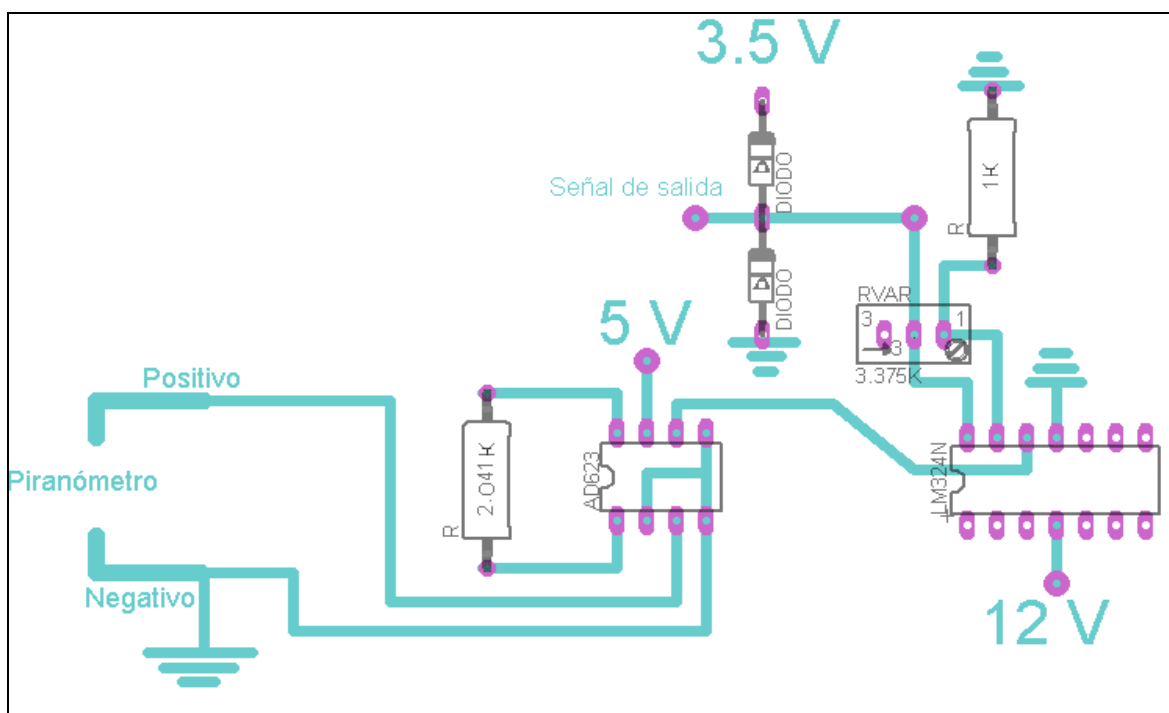 3.5 V
DIODO
1K
R
Señal de salida
DIODO
RVAR
3
1
3
3.375K
5 V
Positivo
Piranómetro
2.041K
R
AD623
LM324N
+
Negativo
12 V